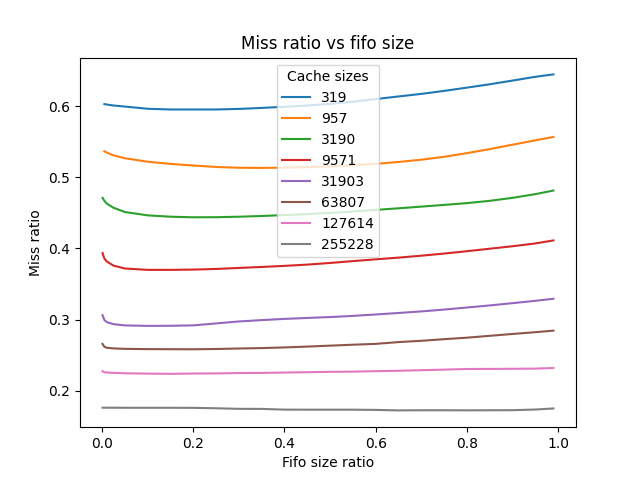 Miss ratio vs fifo size
Cache sizes
319
957
3190
9571
31903
63807
127614
255228
Miss ratio
0.6
0.5
0.4
0.3
0.2
0.0 0.2 0.4 0.6 0.8 1.0
Fifo size ratio